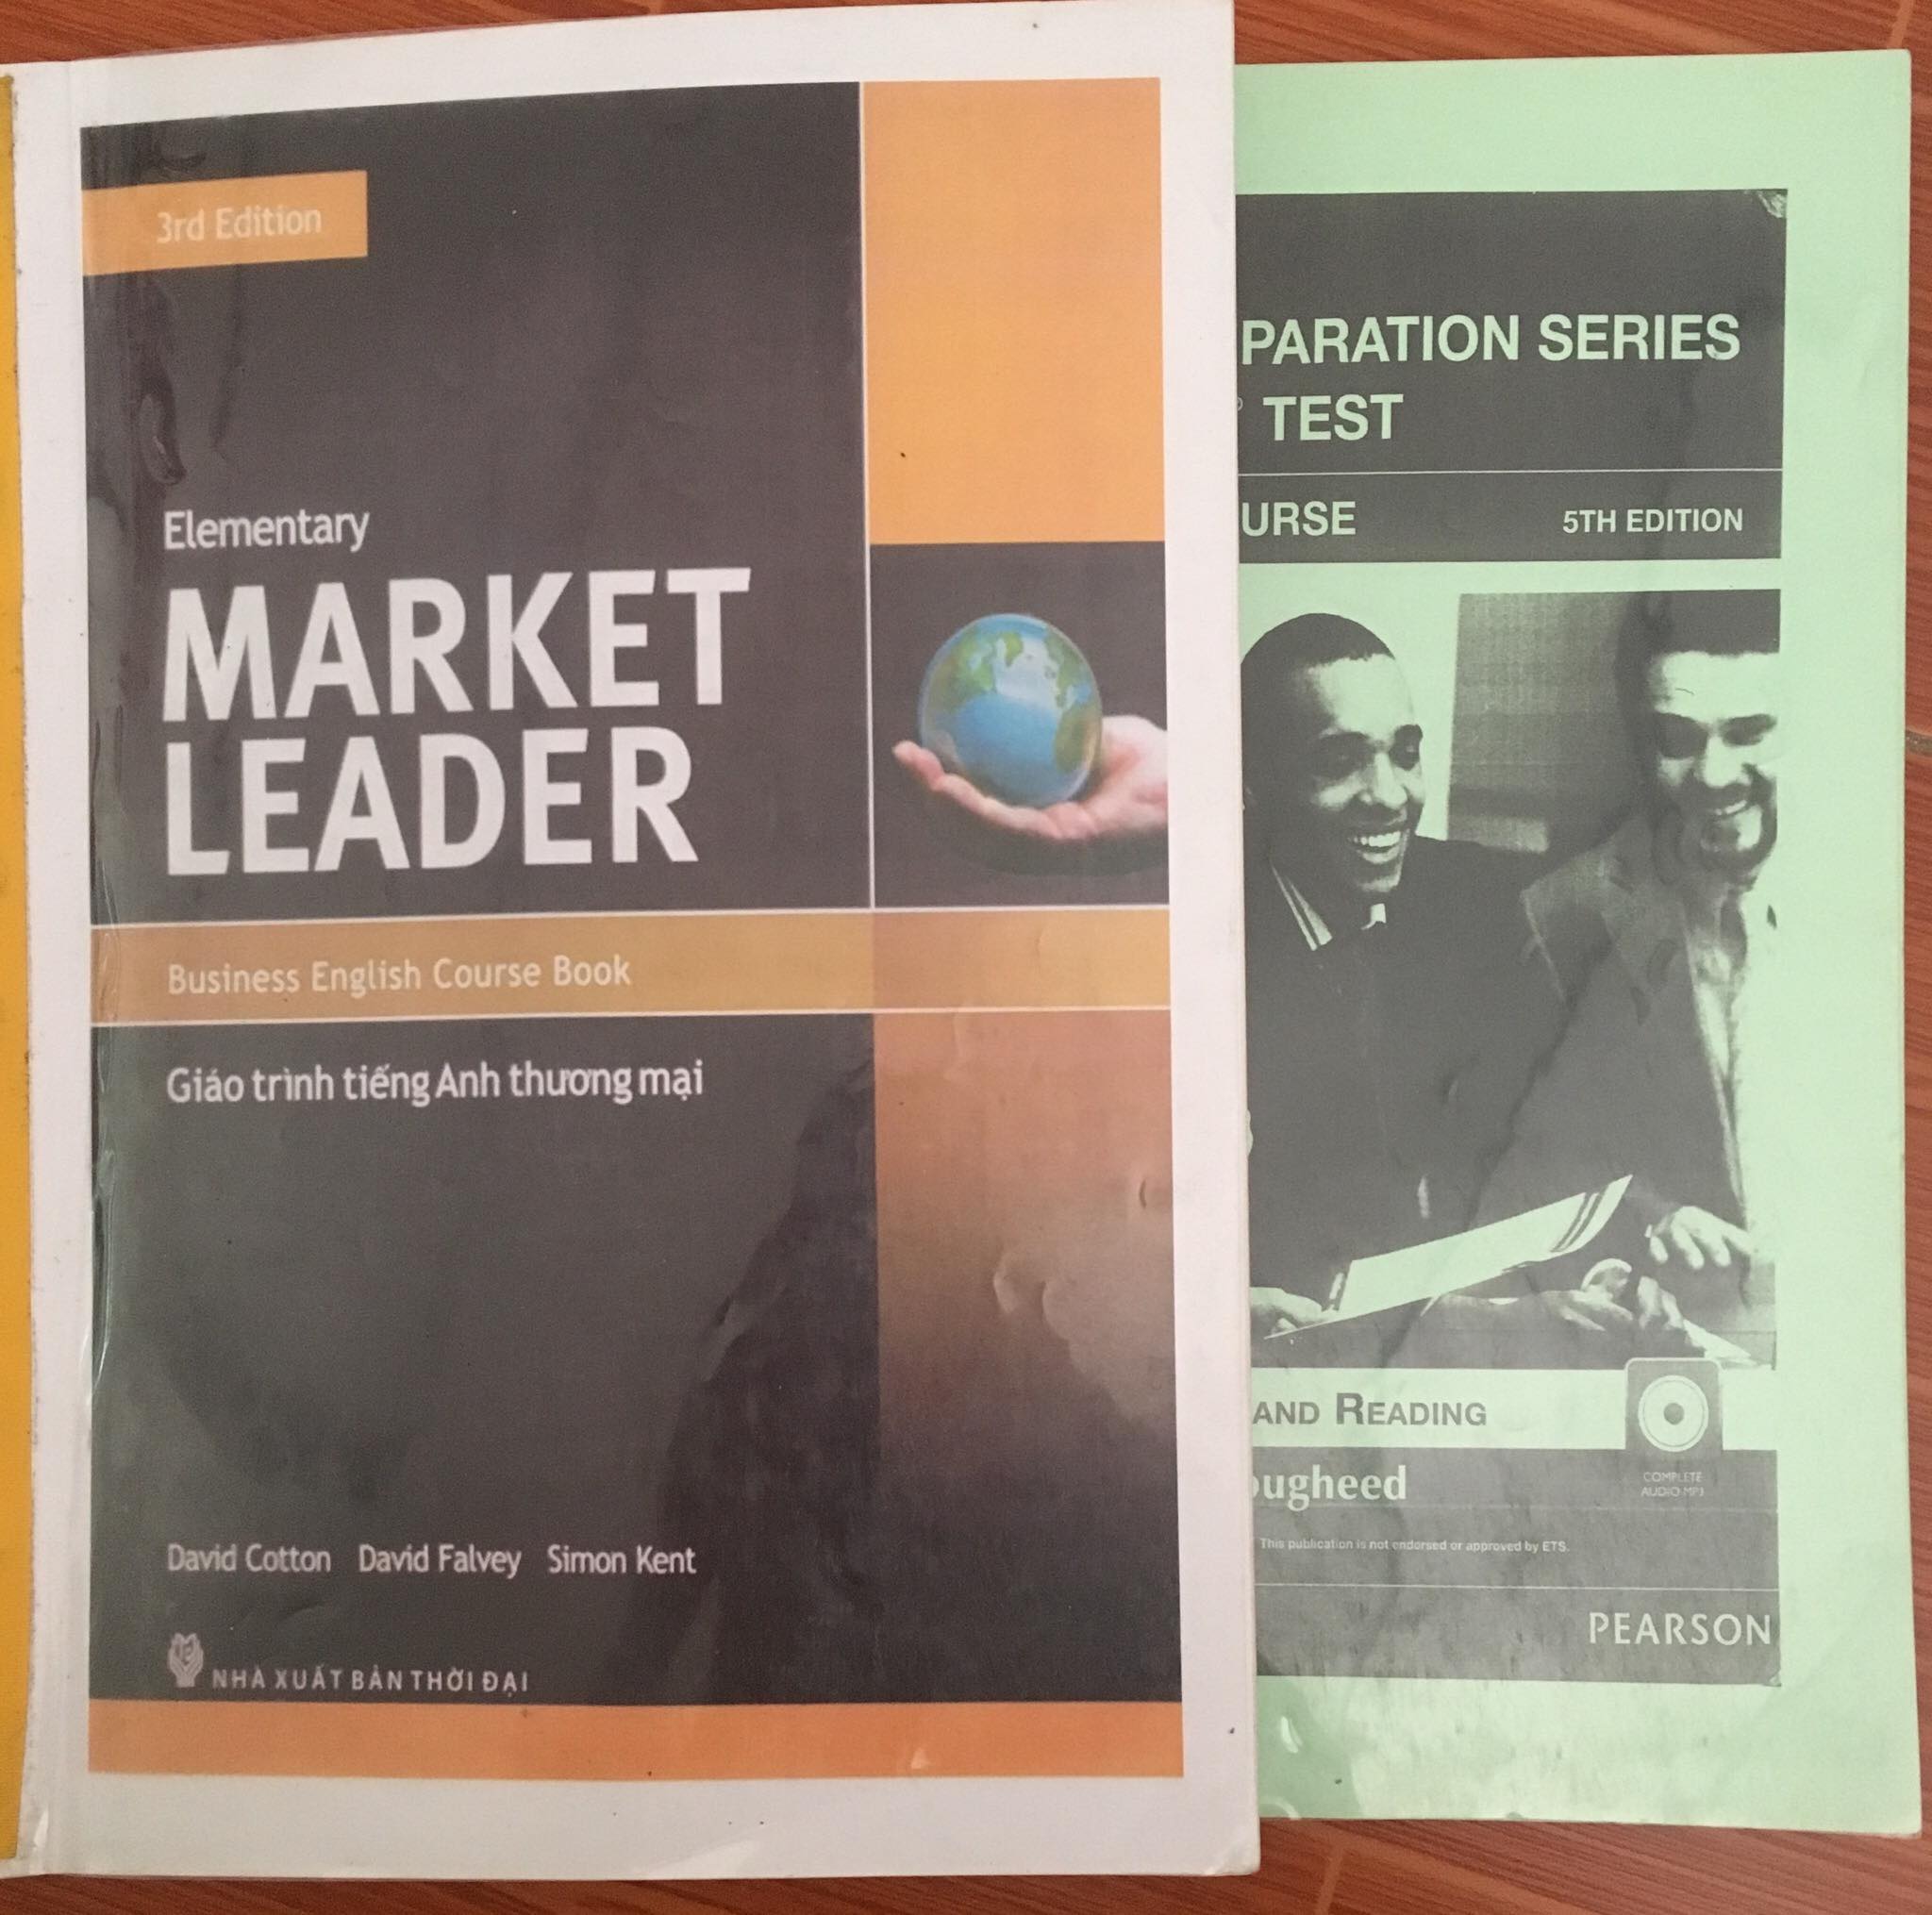 3rd Edition
Elementary
MARKET
LEADER
Business English Course Book
Giáo trình tiếng Anh thương mại
David Cotton David Falvey Simon Kent
NHÀ XUẤT BẢN THỜI ĐẠI
PARATION SERIES
TEST
URSE 5TH EDITION
AND READING
ougheed
COMPLETE
AUDIO MP3
This publication is not endorsed or approved by ETS.
PEARSON